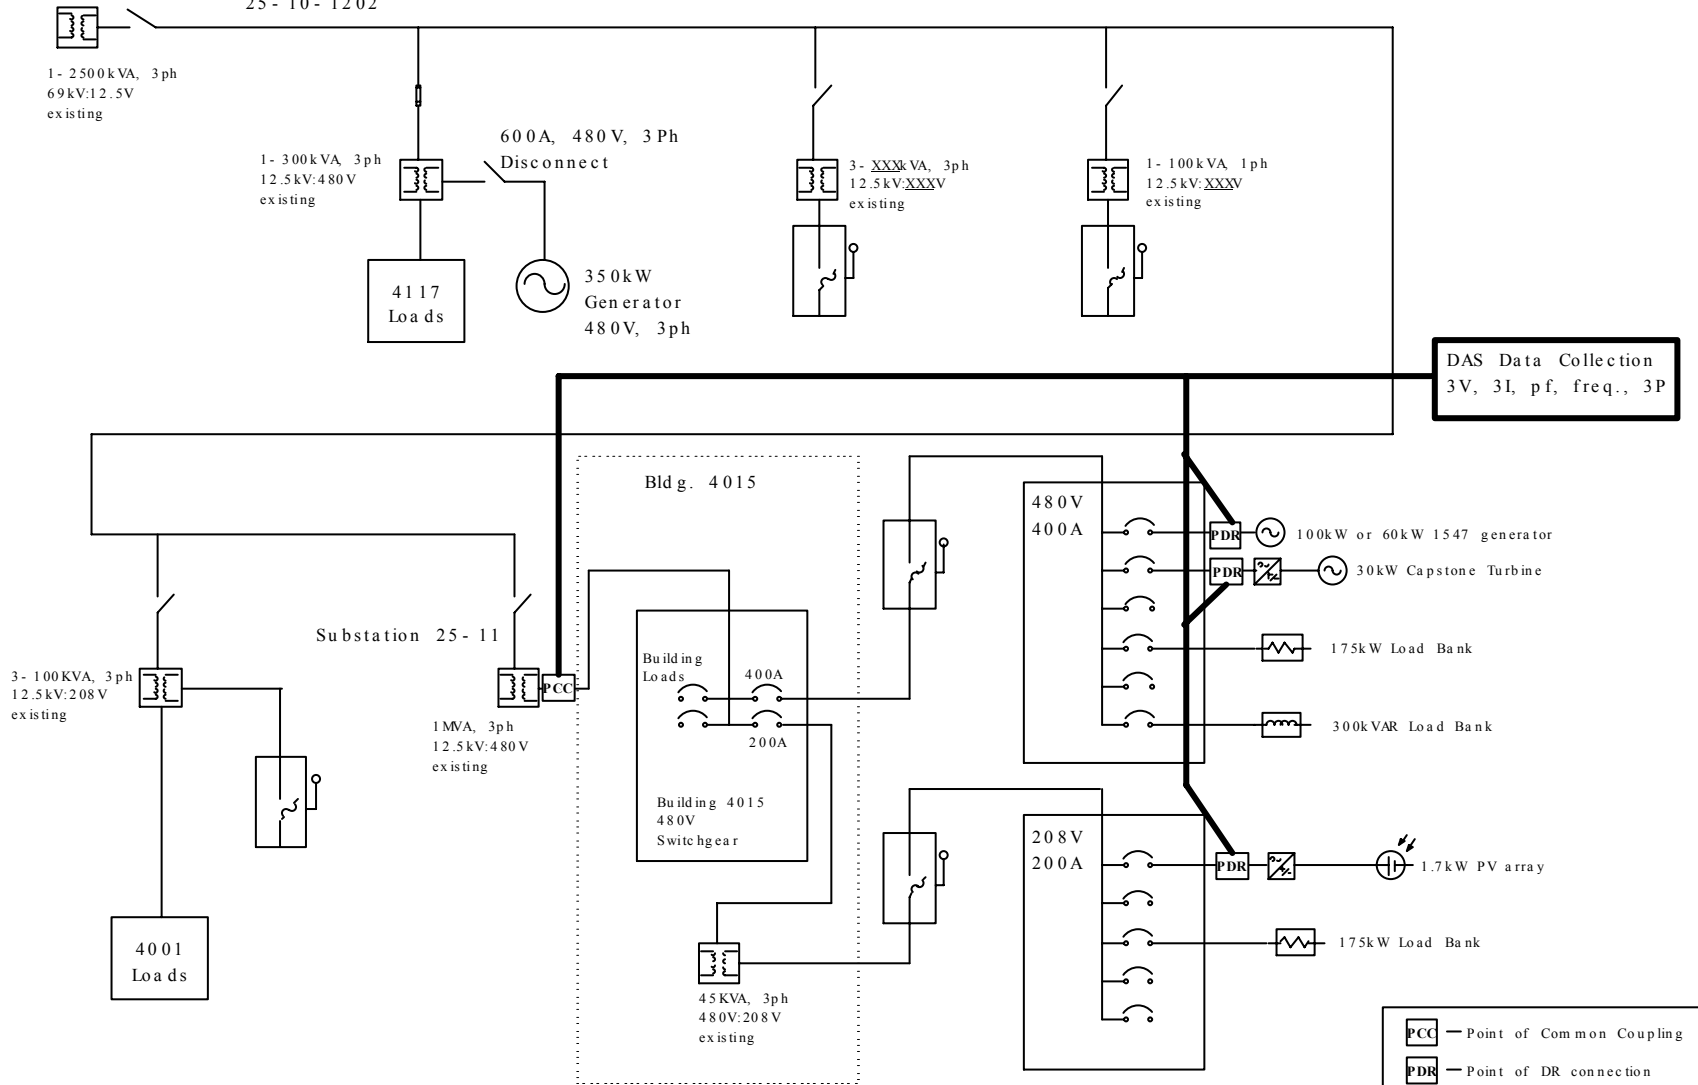 25-10-1202
1-2500kVA, 3ph
69kV:12.5V
existing
1-300kVA, 3ph
12.5kV:480V
existing
600A, 480V, 3Ph
Disconnect
3-XXXkVA, 3ph
12.5kV:XXXV
existing
1-100kVA, 1ph
12.5kV:XXXV
existing
4117
Loads
350kW
Generator
480V, 3ph
DAS Data Collection
3V, 3I, pf, freq., 3P
Bldg. 4015
480V
400A
PDR
100kW or 60kW 1547 generator
PDR
30kW Capstone Turbine
Substation 25-11
3-100KVA, 3ph
12.5kV:208V
existing
PCC
1MVA, 3ph
12.5kV:480V
existing
Building
Loads
400A
200A
Building 4015
480V
Switchgear
175kW Load Bank
300kVAR Load Bank
208V
200A
PDR
1.7kW PV array
175kW Load Bank
4001
Loads
45KVA, 3ph
480V:208V
existing
PCC — Point of Common Coupling
PDR — Point of DR connection